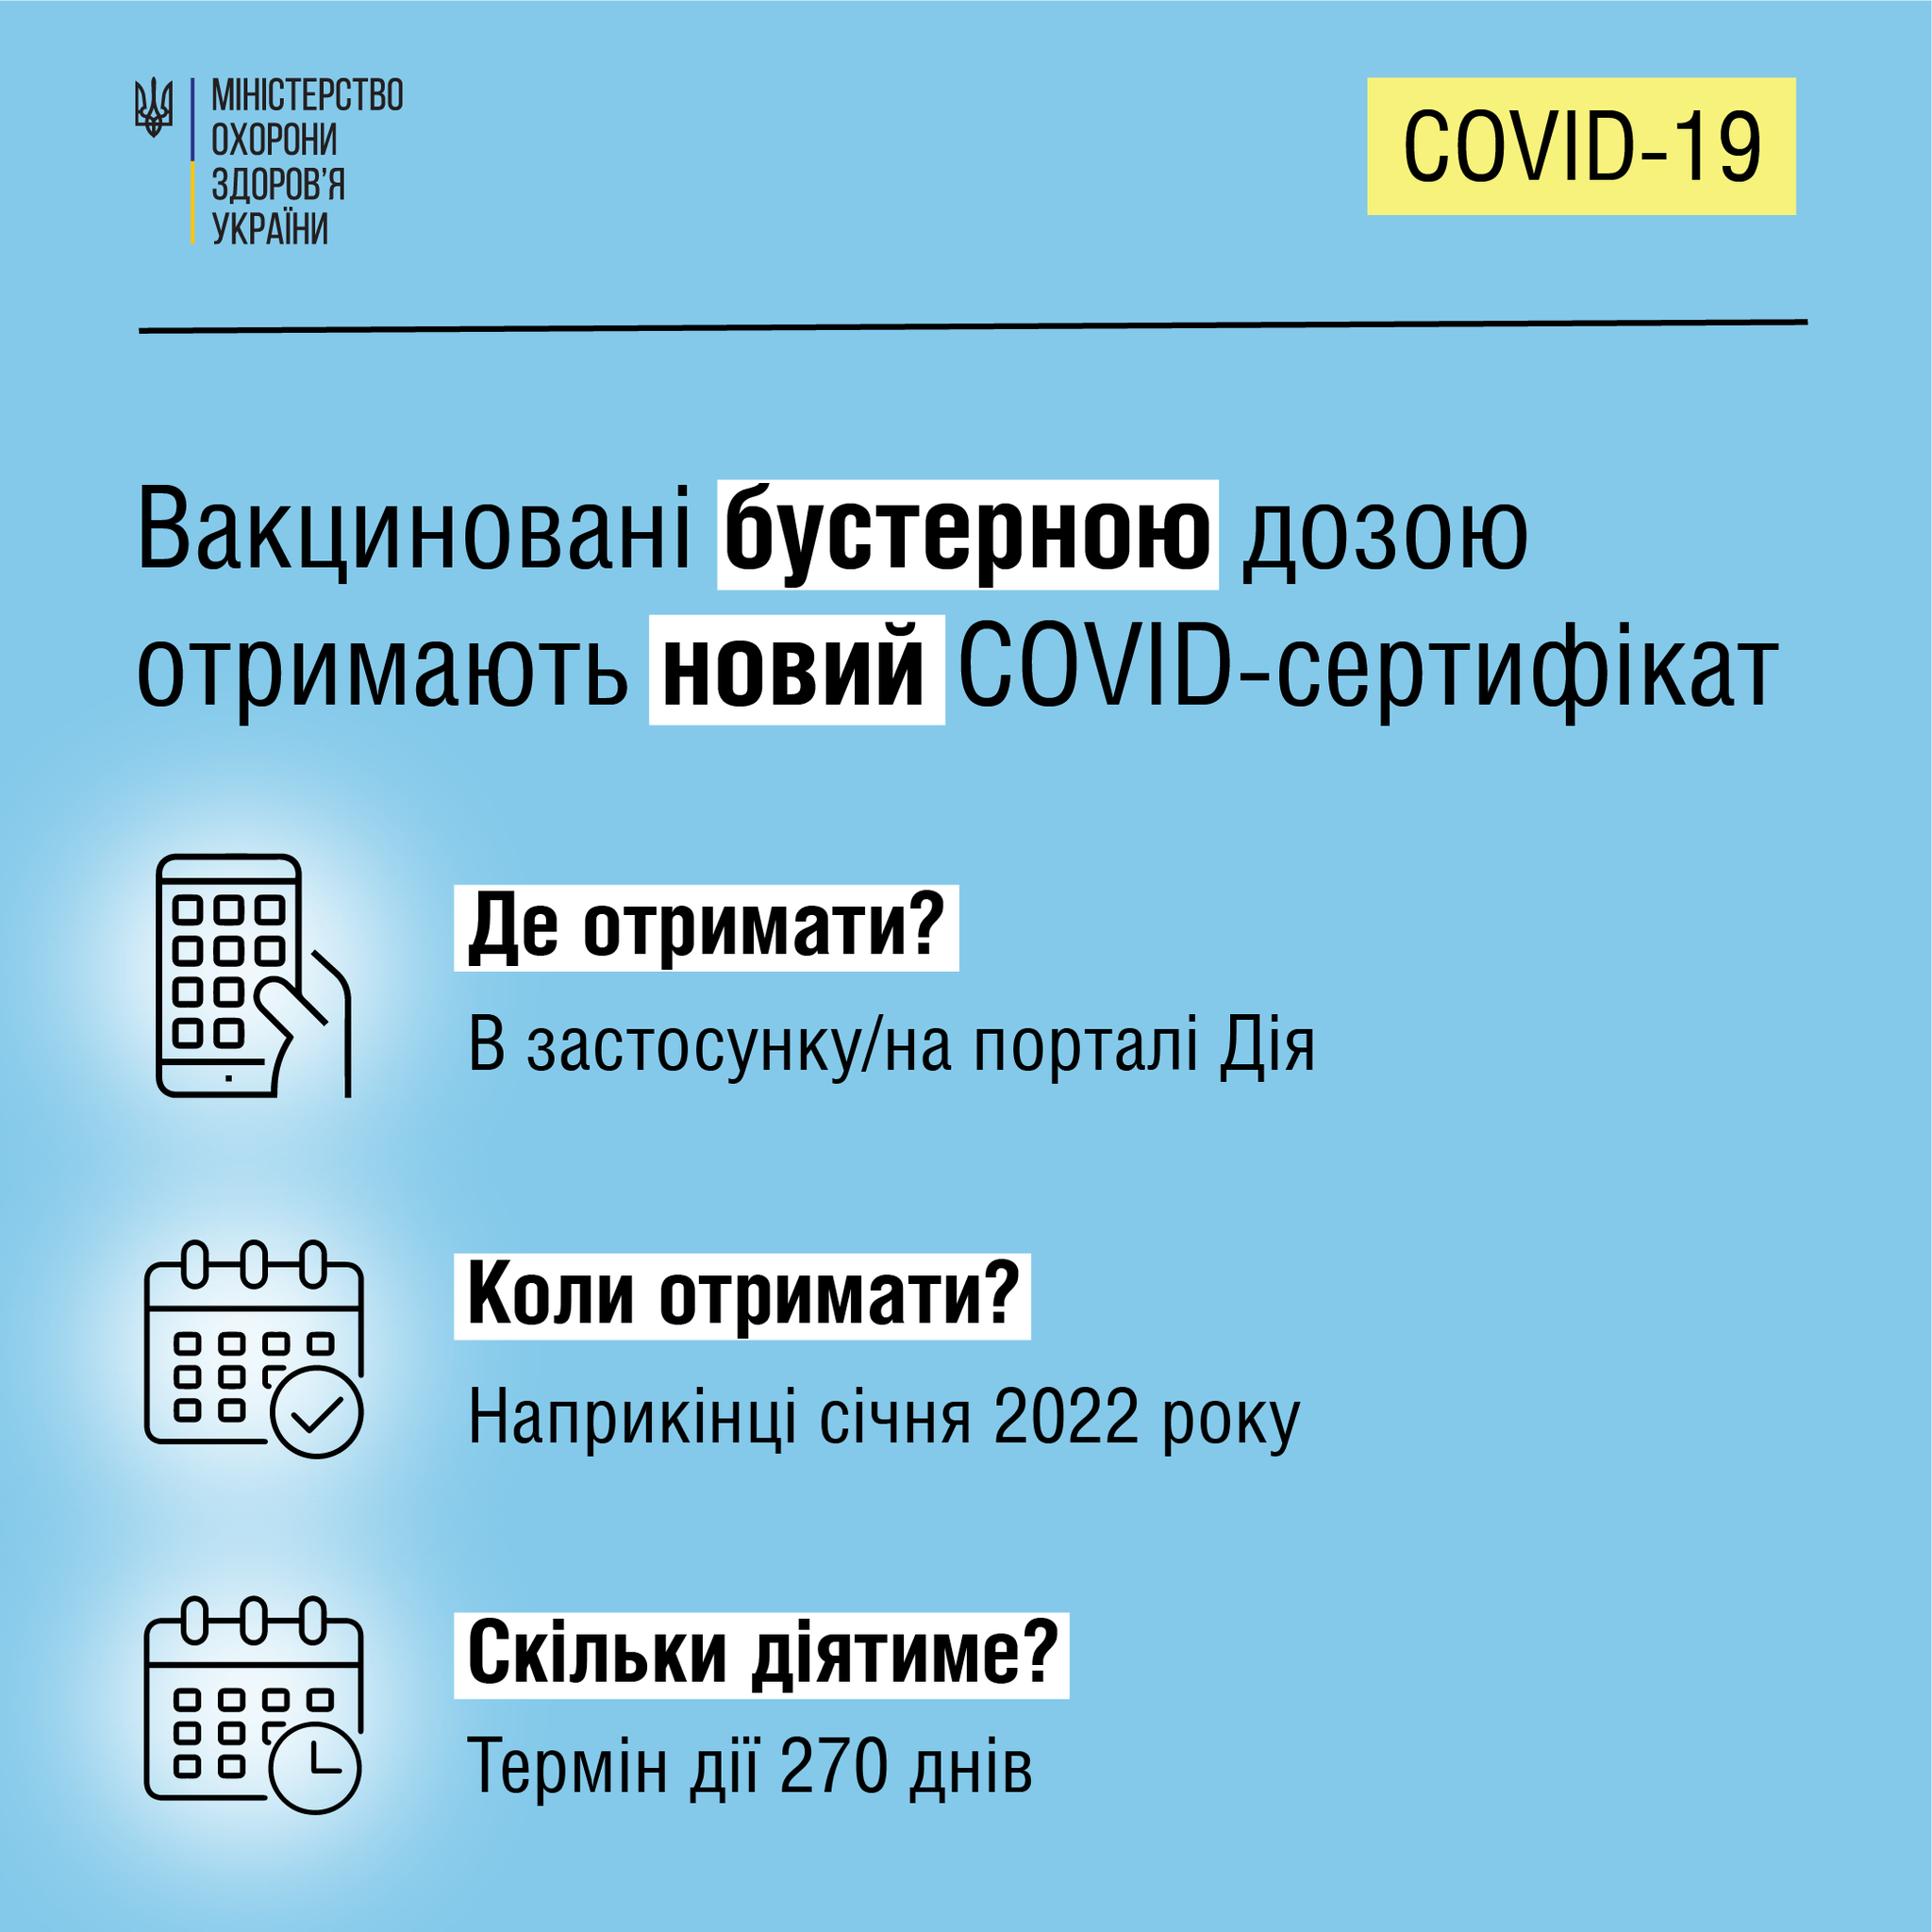 МІНІСТЕРСТВО
ОХОРОНИ
ЗДОРОВ’Я
УКРАЇНИ
COVID-19
Вакциновані бустерною дозою
отримають новий COVID-сертифікат
Де отримати?
В застосунку/на порталі Дія
Коли отримати?
Наприкінці січня 2022 року
Скільки діятиме?
Термін дії 270 днів